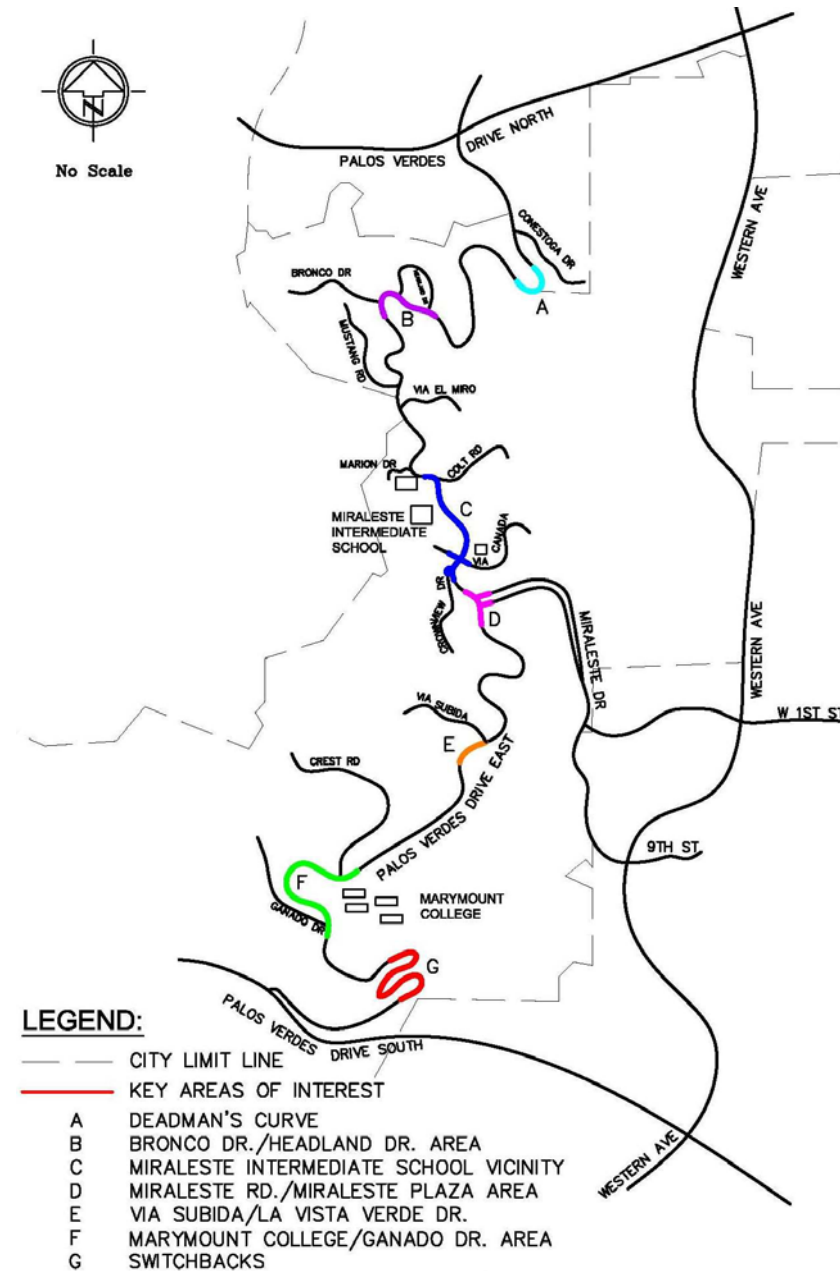 N
No Scale
PALOS VERDES
DRIVE NORTH
WESTERN AVE
CONESTOGA DR
BRONCO DR
A
B
MUSTANG RD
VIA EL MIRO
MARION DR
COLT RD
C
MIRALESTE
INTERMEDIATE
SCHOOL
CANADA
VIA
CROWNVIEW DR
D
MIRALESTE DR
WESTERN AVE
VIA SUBIDA
W 1ST ST
E
CREST RD
PALOS VERDES DRIVE EAST
9TH ST
F
MARYMOUNT
COLLEGE
GANADO DR
G
PALOS VERDES
DRIVE SOUTH
WESTERN AVE
LEGEND:
CITY LIMIT LINE
KEY AREAS OF INTEREST
A DEADMAN'S CURVE
B BRONCO DR./HEADLAND DR. AREA
C MIRALESTE INTERMEDIATE SCHOOL VICINITY
D MIRALESTE RD./MIRALESTE PLAZA AREA
E VIA SUBIDA/LA VISTA VERDE DR.
F MARYMOUNT COLLEGE/GANADO DR. AREA
G SWITCHBACKS